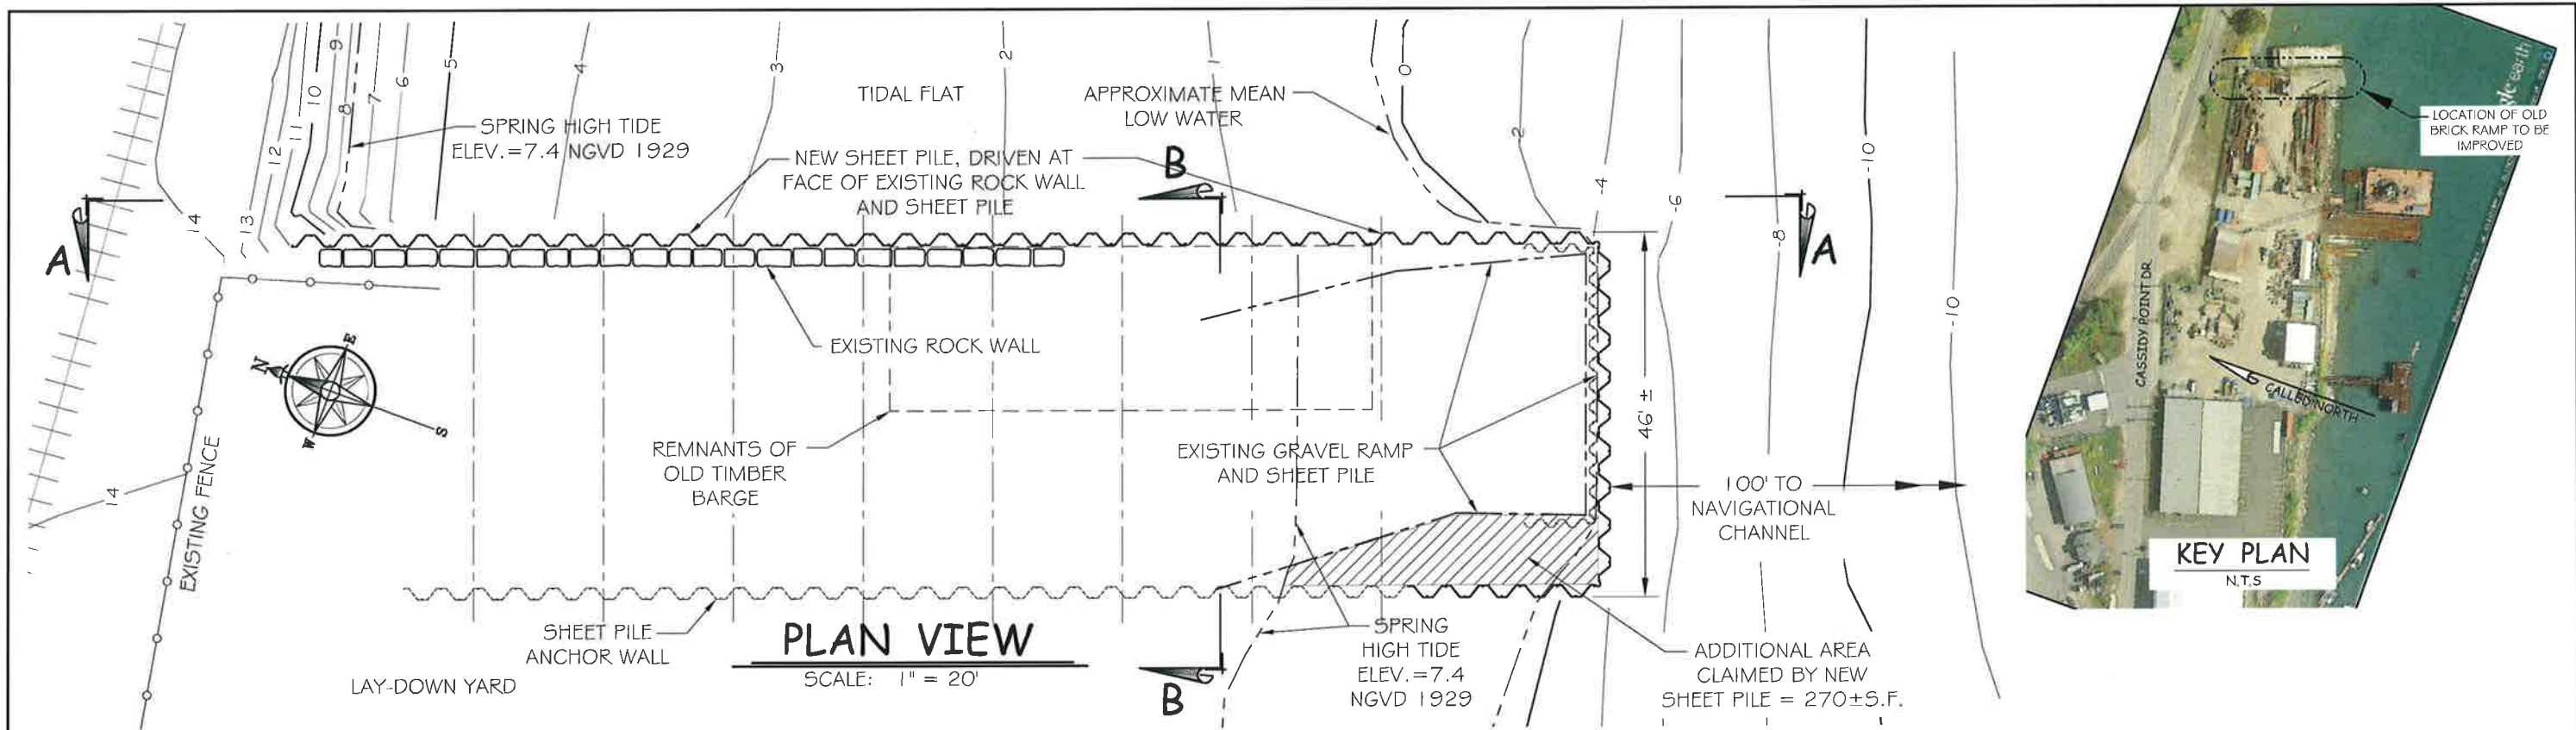 9
10
11
12
13
14
8
7
6
5
4
3
2
1
0
-2
-4
-6
-8
-10
-10
14
TIDAL FLAT
APPROXIMATE MEAN
LOW WATER
SPRING HIGH TIDE
ELEV.=7.4 NGVD 1929
NEW SHEET PILE, DRIVEN AT
FACE OF EXISTING ROCK WALL
AND SHEET PILE
B
A
A
EXISTING ROCK WALL
N
E
S
W
EXISTING FENCE
REMNANTS OF
OLD TIMBER
BARGE
EXISTING GRAVEL RAMP
AND SHEET PILE
46' ±
100' TO
NAVIGATIONAL
CHANNEL
SHEET PILE
ANCHOR WALL
LAY-DOWN YARD
PLAN VIEW
SCALE: 1" = 20'
B
SPRING
HIGH TIDE
ELEV.=7.4
NGVD 1929
ADDITIONAL AREA
CLAIMED BY NEW
SHEET PILE = 270±S.F.
gle earth
LOCATION OF OLD
BRICK RAMP TO BE
IMPROVED
CASSIDY POINT DR.
CALLED NORTH
KEY PLAN
N.T.S